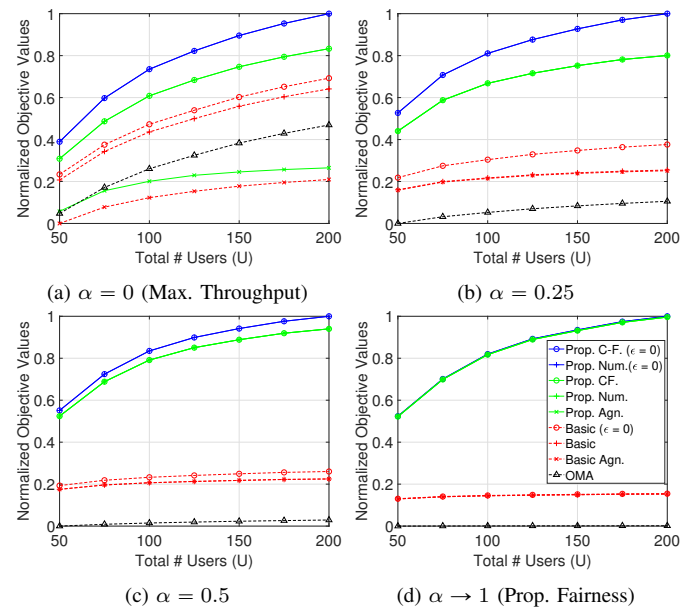 Normalized Objective Values
1
0.8
0.6
0.4
0.2
0
50 100 150 200
Total # Users (U)
(a) α = 0 (Max. Throughput)
Normalized Objective Values
1
0.8
0.6
0.4
0.2
0
50 100 150 200
Total # Users (U)
(b) α = 0.25
Normalized Objective Values
1
0.8
0.6
0.4
0.2
0
50 100 150 200
Total # Users (U)
(c) α = 0.5
Normalized Objective Values
1
0.8
0.6
0.4
0.2
0
50 100 150 200
Total # Users (U)
Prop. C-F. (ϵ = 0)
Prop. Num.(ϵ = 0)
Prop. CF.
Prop. Num.
Prop. Agn.
Basic (ϵ = 0)
Basic
Basic Agn.
OMA
(d) α → 1 (Prop. Fairness)